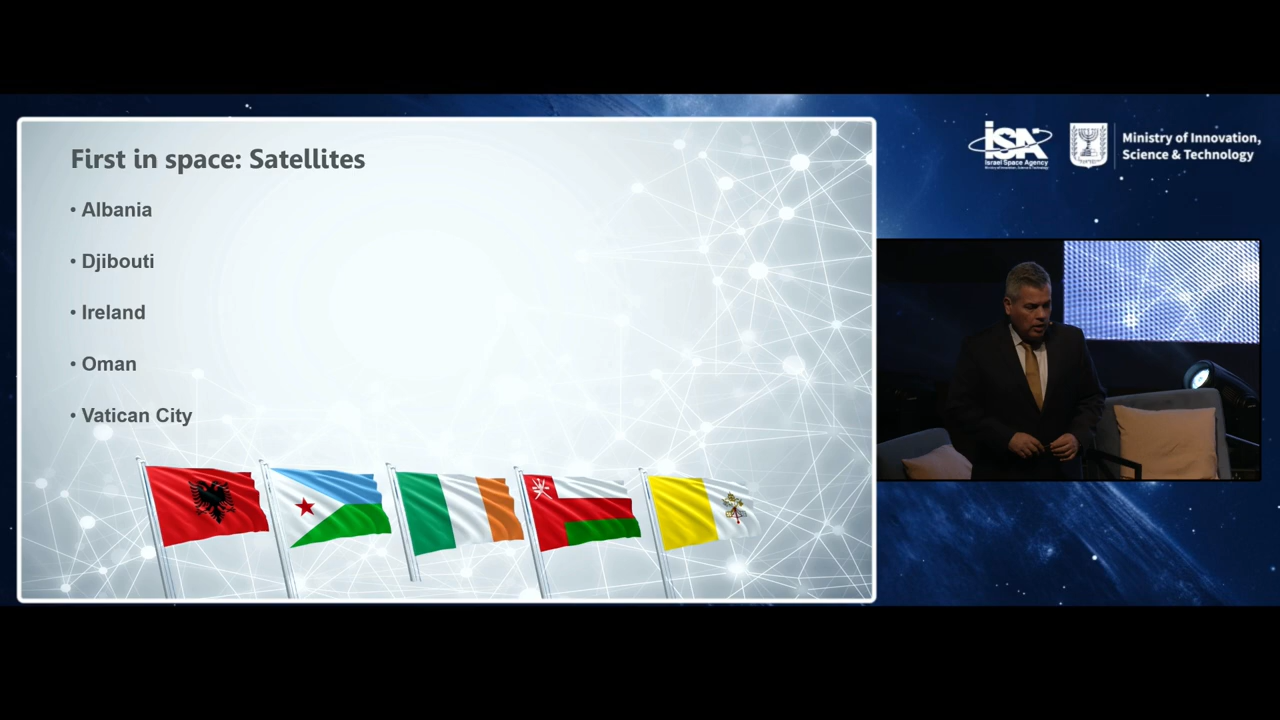 First in space: Satellites
• Albania
• Djibouti
• Ireland
• Oman
• Vatican City
iSA
Israel Space Agency
Ministry of Innovation,
Science & Technology